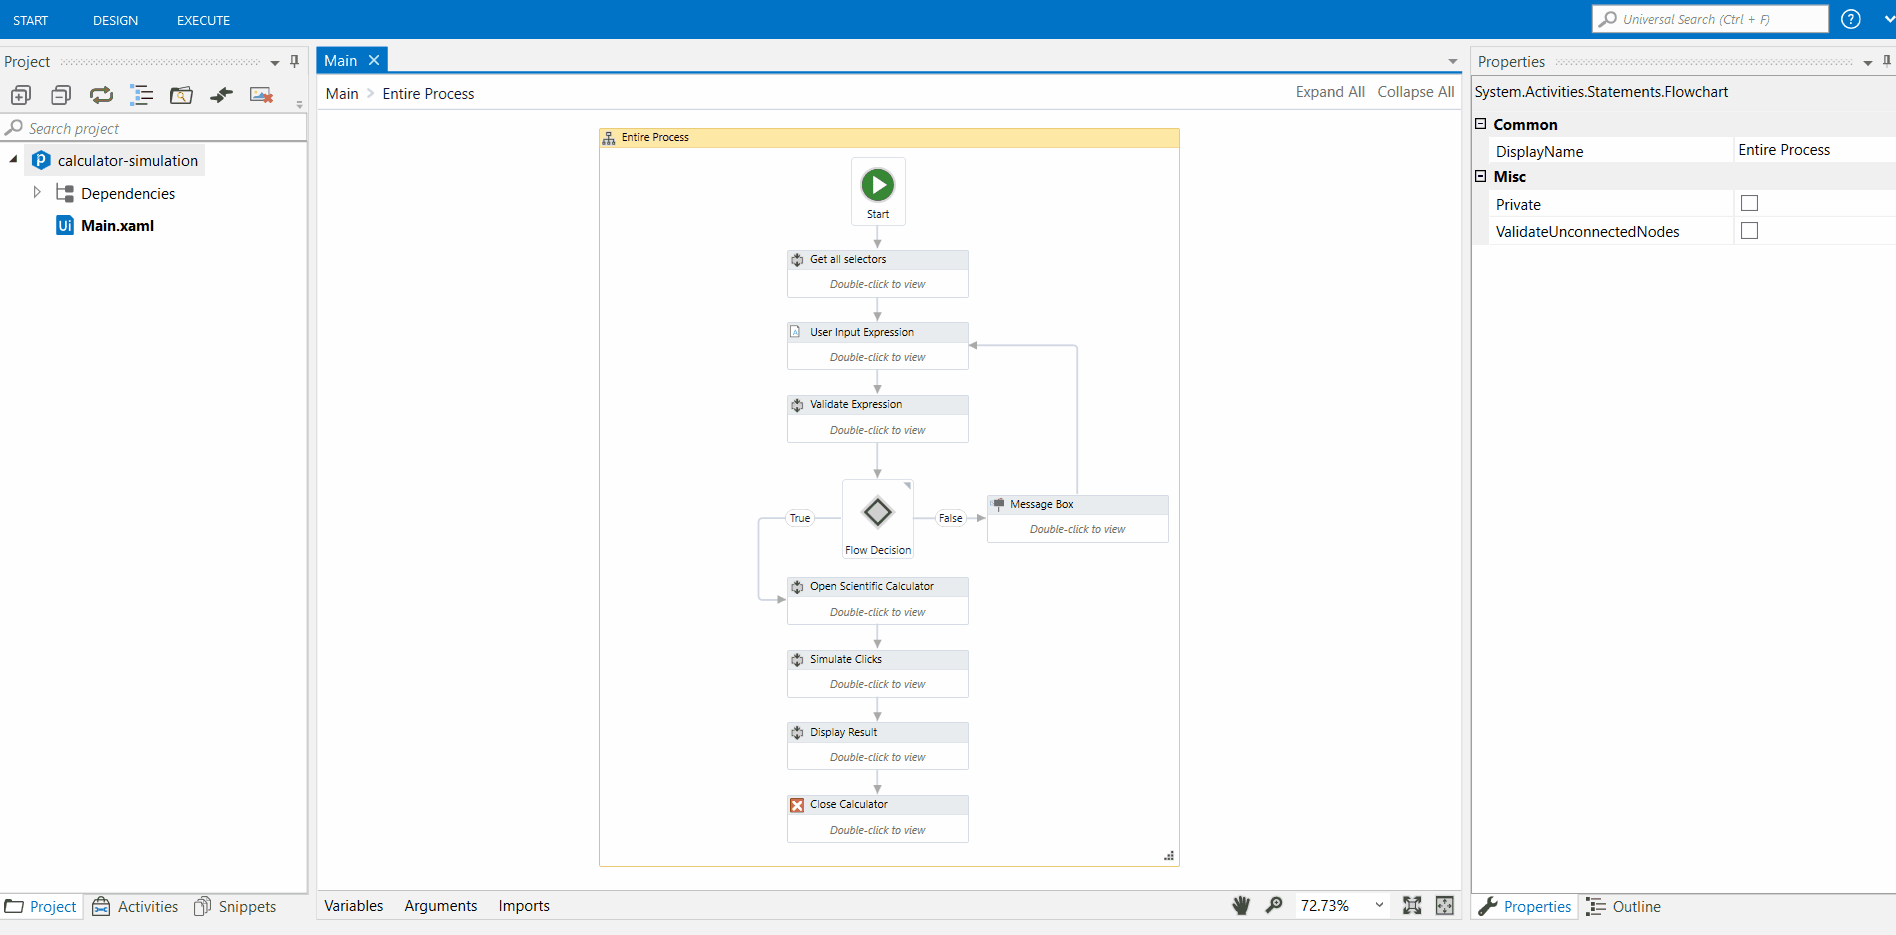 START DESIGN EXECUTE
Universal Search (Ctrl + F)
?
Project
Search project
calculator-simulation
Dependencies
Ui Main.xaml
Project Activities Snippets
Main
Main > Entire Process
Expand All Collapse All
Entire Process
Start
Get all selectors
Double-click to view
User Input Expression
Double-click to view
Validate Expression
Double-click to view
True
False
Flow Decision
Message Box
Double-click to view
Open Scientific Calculator
Double-click to view
Simulate Clicks
Double-click to view
Display Result
Double-click to view
Close Calculator
Double-click to view
Variables Arguments Imports
72.73%
Properties
System.Activities.Statements.Flowchart
Common
DisplayName Entire Process
Misc
Private
ValidateUnconnectedNodes
Properties Outline